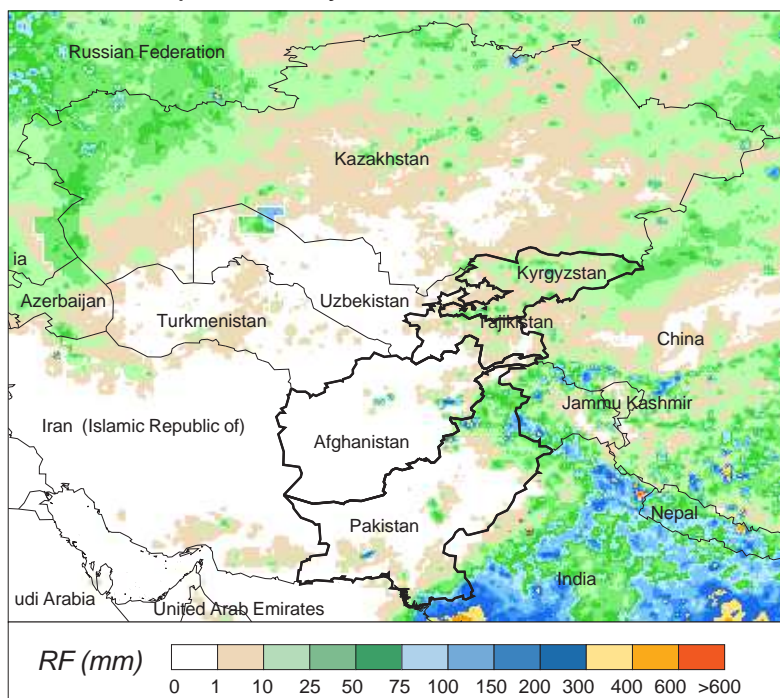 Russian Federation
Kazakhstan
ia
Kyrgyzstan
Azerbaijan
Uzbekistan
Turkmenistan
Tajikistan
China
Jammu Kashmir
Iran (Islamic Republic of)
Afghanistan
Nepal
Pakistan
India
udi Arabia
United Arab Emirates
RF (mm)
0 1 10 25 50 75 100 150 200 300 400 600 >600